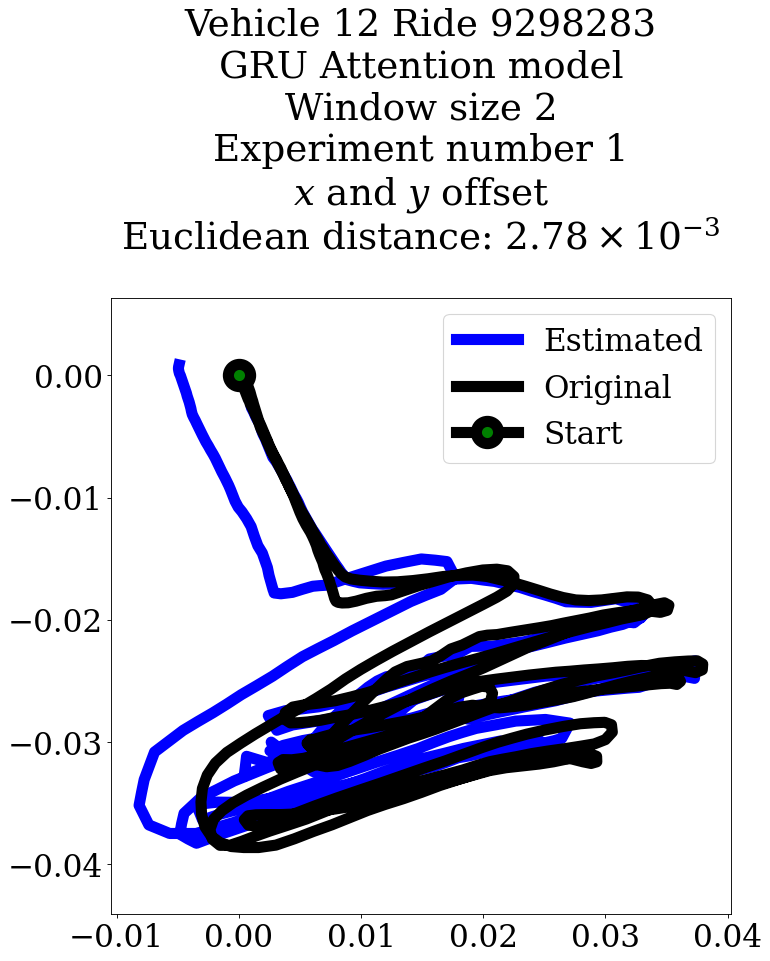 Vehicle 12 Ride 9298283
GRU Attention model
Window size 2
Experiment number 1
x and y offset
Euclidean distance: 2.78 × 10⁻³
Estimated
Original
Start
0.00
−0.01
−0.02
−0.03
−0.04
−0.01 0.00 0.01 0.02 0.03 0.04